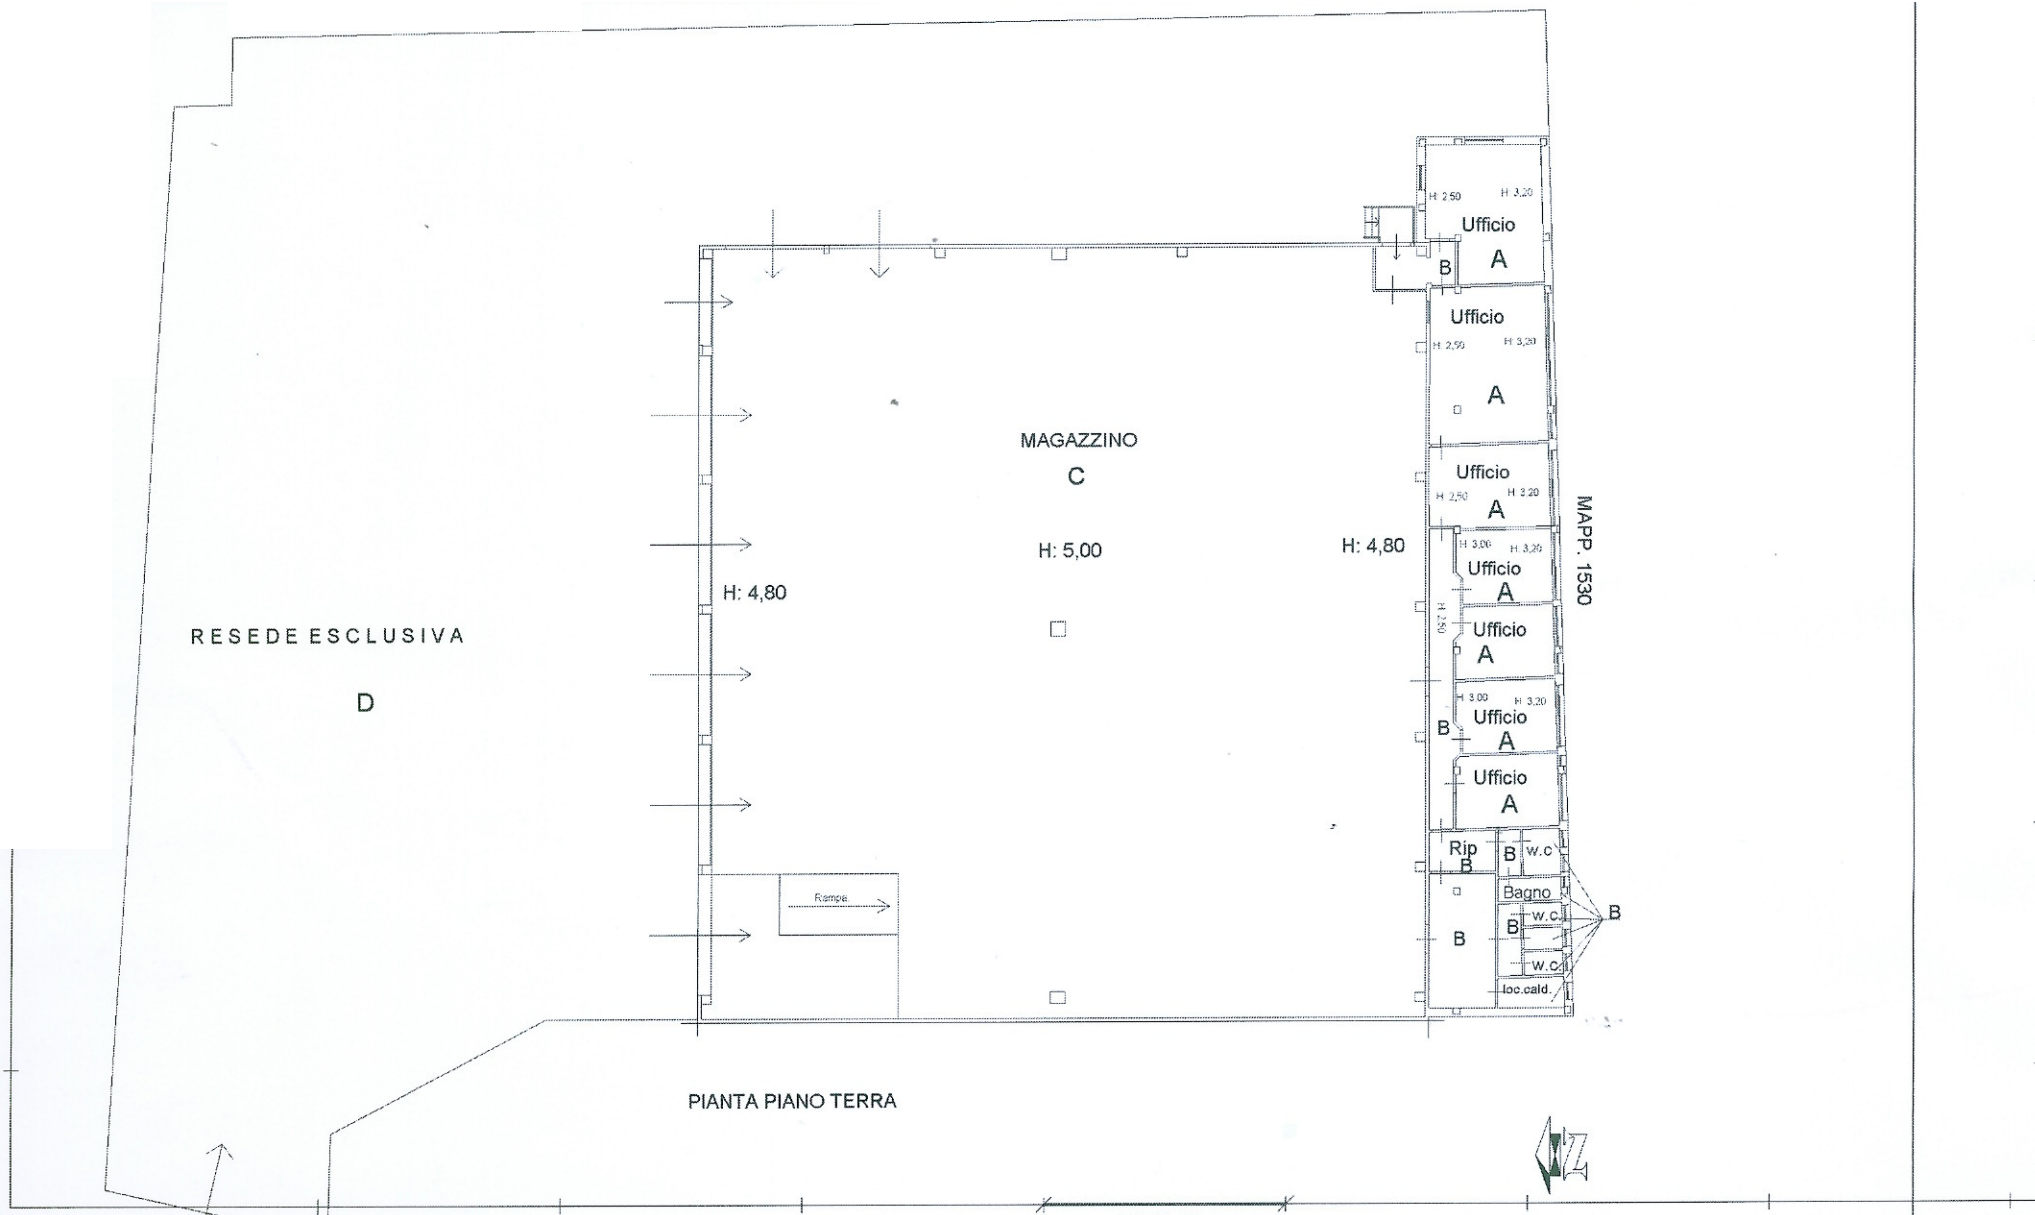 H: 2,50
H: 3,20
Ufficio
A
B
Ufficio
H: 2,50
H: 3,20
A
MAGAZZINO
C
H: 5,00
H: 4,80
H: 4,80
Ufficio
H: 2,50
H: 3,20
A
H: 3,00
H: 3,20
Ufficio
A
H: 2,50
MAPP. 1530
Ufficio
A
RESEDE ESCLUSIVA
D
H: 3,00
H: 3,20
Ufficio
A
B
Ufficio
A
Rip
B
B
w.c
Bagno
Rampa
B
B
w.c.
w.c.
B
loc.cald.
PIANTA PIANO TERRA
N